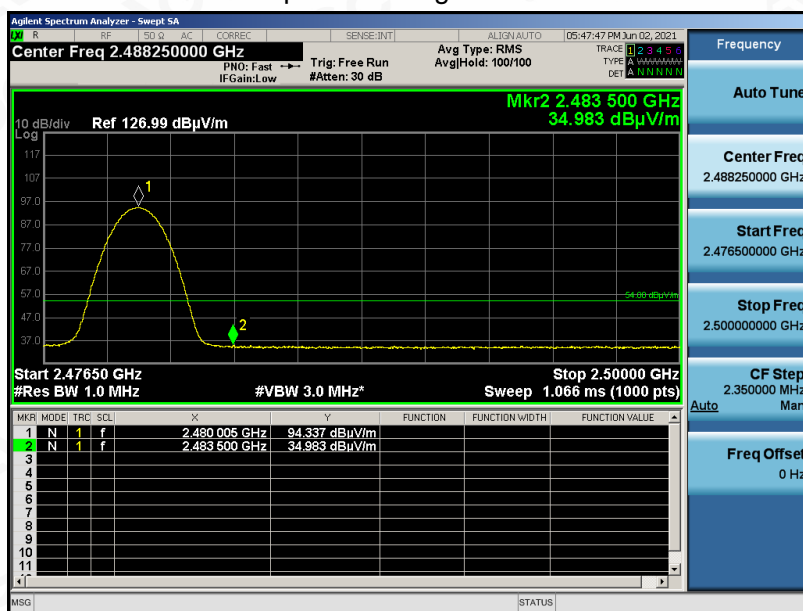 Agilent Spectrum Analyzer - Swept SA
LXI R RF 50 Ω AC CORREC SENSE:INT ALIGN AUTO 05:47:47 PM Jun 02, 2021
Center Freq 2.488250000 GHz
PNO: Fast
IFGain:Low
Trig: Free Run
#Atten: 30 dB
Avg Type: RMS
Avg|Hold: 100/100
TRACE 1 2 3 4 5 6
TYPE A WWWWW
DET A N N N N N
Mkr2 2.483 500 GHz
34.983 dBµV/m
10 dB/div Ref 126.99 dBµV/m
Log
117
107
97.0
87.0
77.0
67.0
57.0
47.0
37.0
1
2
54.00 dBµV/m
Start 2.47650 GHz Stop 2.50000 GHz
#Res BW 1.0 MHz #VBW 3.0 MHz* Sweep 1.066 ms (1000 pts)
MKR MODE TRC SCL X Y FUNCTION FUNCTION WIDTH FUNCTION VALUE
1 N 1 f 2.480 005 GHz 94.337 dBµV/m
2 N 1 f 2.483 500 GHz 34.983 dBµV/m
3
4
5
6
7
8
9
10
11
MSG STATUS
Frequency
Auto Tune
Center Freq
2.488250000 GHz
Start Freq
2.476500000 GHz
Stop Freq
2.500000000 GHz
CF Step
2.350000 MHz
Auto Man
Freq Offset
0 Hz